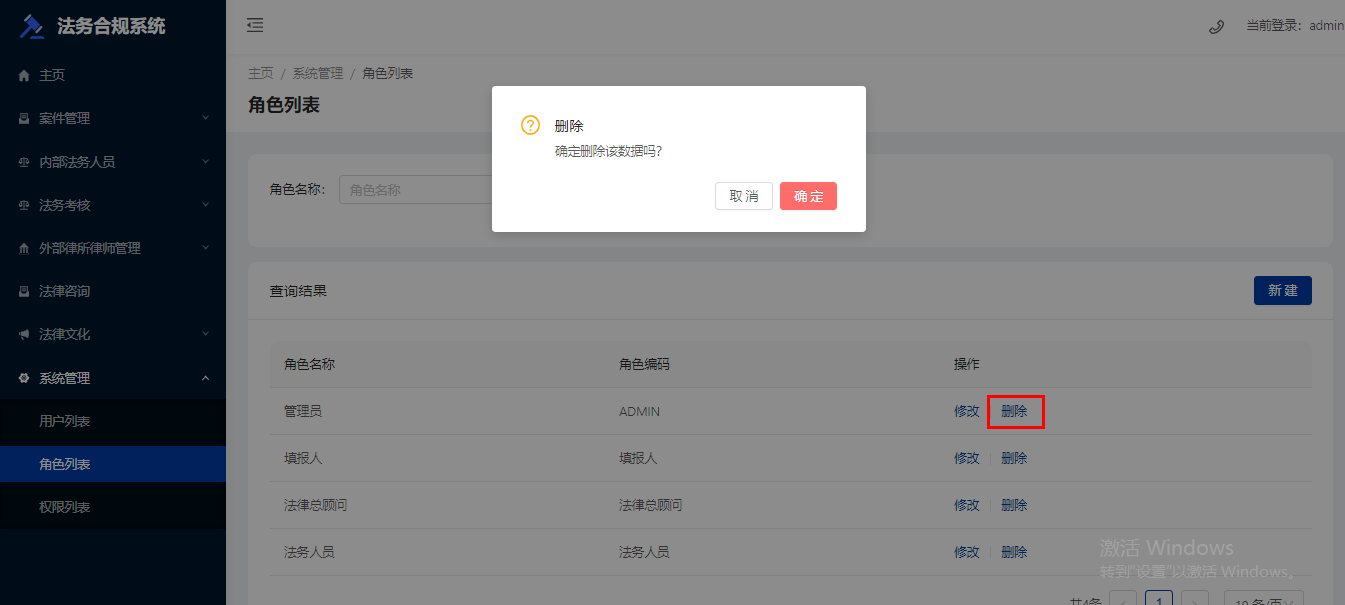 法务合规系统
当前登录：admin
主页
案件管理
内部法务人员
法务考核
外部律所律师管理
法律咨询
法律文化
系统管理
用户列表
角色列表
权限列表
主页 / 系统管理 / 角色列表
角色列表
删除
确定删除该数据吗?
取 消 确 定
角色名称: 角色名称
查询结果 新 建
角色名称 角色编码 操作
管理员 ADMIN 修改 删除
填报人 填报人 修改 删除
法律总顾问 法律总顾问 修改 删除
法务人员 法务人员 修改 删除
激活 Windows
转到"设置"以激活 Windows。
共4条 < 1 > 10 条/页